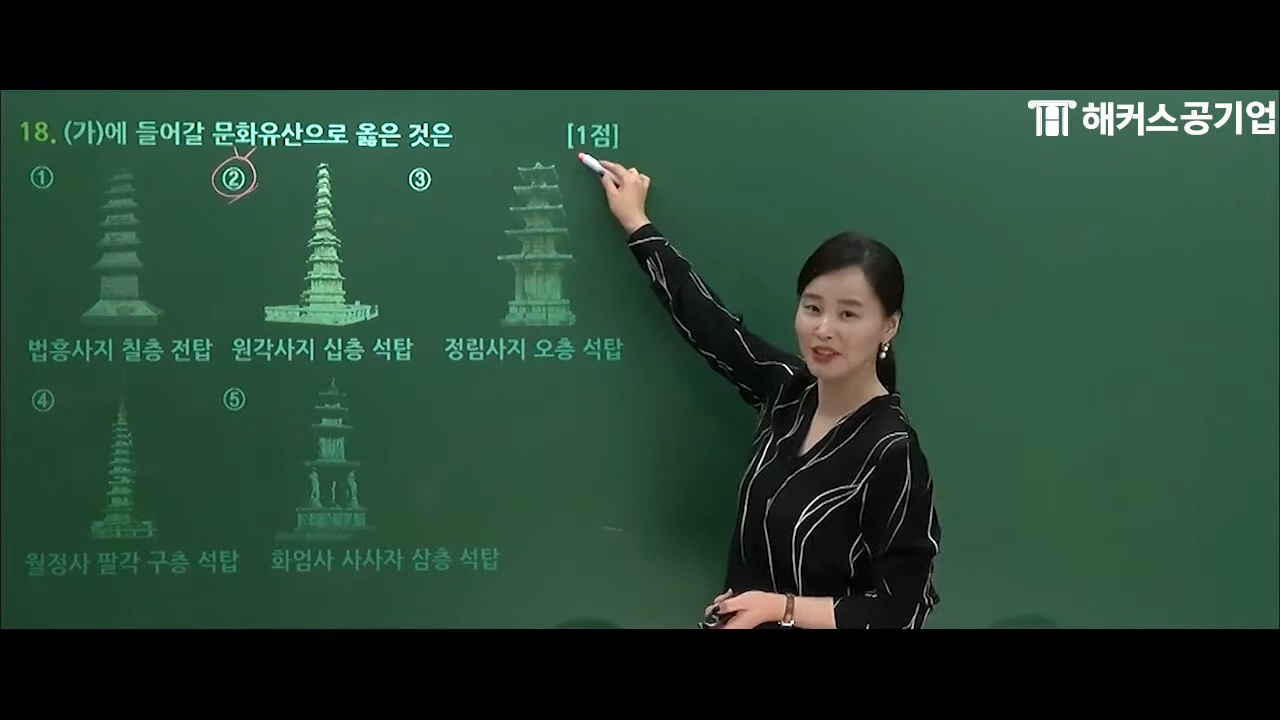 해커스공기업
18. (가)에 들어갈 문화유산으로 옳은 것은 [1점]
① ② ③
법흥사지 칠층 전탑 원각사지 십층 석탑 정림사지 오층 석탑
④ ⑤
월정사 팔각 구층 석탑 화엄사 사사자 삼층 석탑